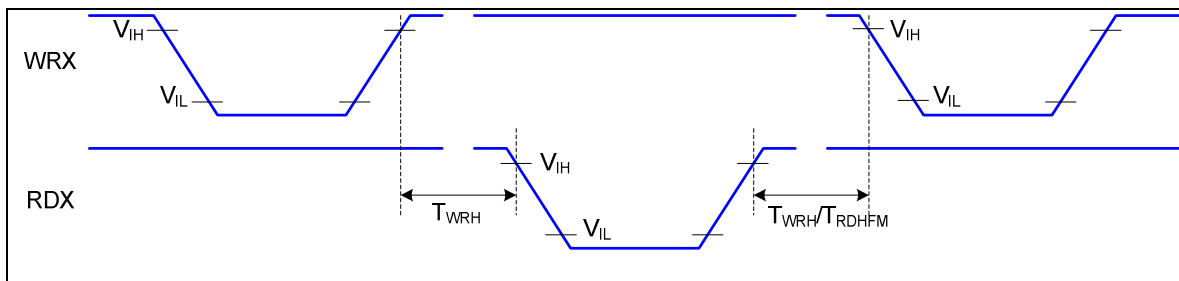 WRX
V_IH
V_IL
V_IH
V_IL
RDX
V_IH
V_IL
T_WRH
T_WRH/T_RDHFM